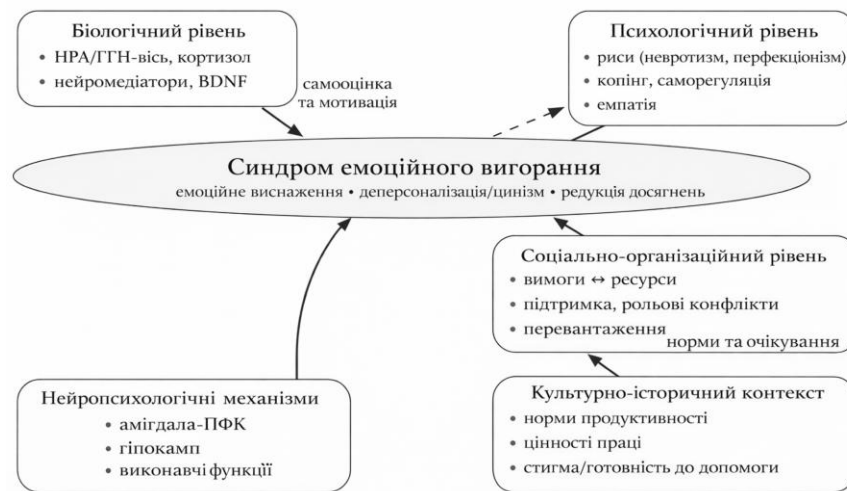 Біологічний рівень
• НРА/ГГН-вісь, кортизол
• нейромедіатори, BDNF
самооцінка
та мотивація
Психологічний рівень
• риси (невротизм, перфекціонізм)
• копінг, саморегуляція
• емпатія
Синдром емоційного вигорання
емоційне виснаження • деперсоналізація/цинізм • редукція досягнень
Соціально-організаційний рівень
• вимоги ↔ ресурси
• підтримка, рольові конфлікти
• перевантаження
норми та очікування
Нейропсихологічні механізми
• амігдала-ПФК
• гіпокамп
• виконавчі функції
Культурно-історичний контекст
• норми продуктивності
• цінності праці
• стигма/готовність до допомоги